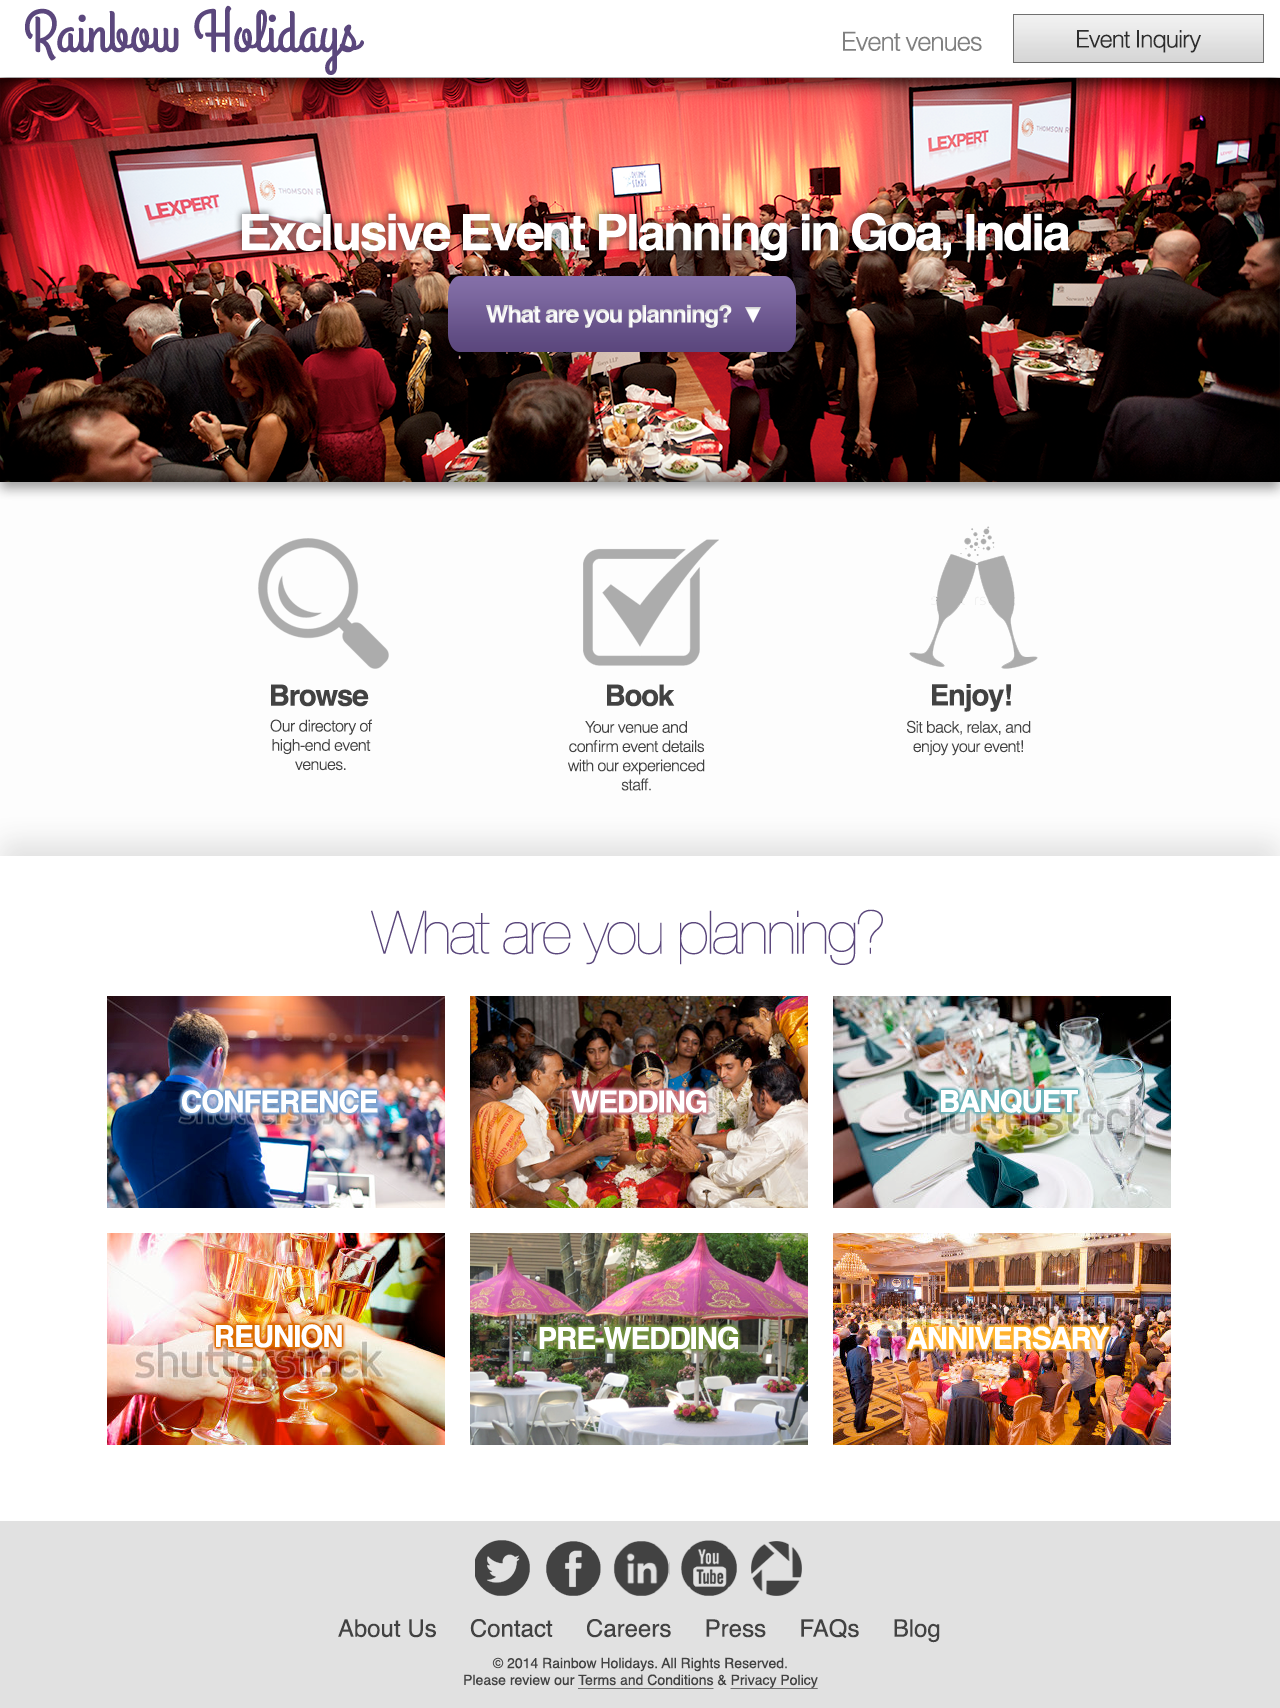 Rainbow Holidays
Event venues
Event Inquiry
LEXPERT
THOMSON R
LEXPERT
THOMSON R
Exclusive Event Planning in Goa, India
What are you planning? ▼
Browse
Our directory of
high-end event
venues.
Book
Your venue and
confirm event details
with our experienced
staff.
Enjoy!
Sit back, relax, and
enjoy your event!
What are you planning?
CONFERENCE
shutterstock
WEDDING
BANQUET
shutterstock
REUNION
shutterstock
PRE-WEDDING
ANNIVERSARY
in
You
Tube
About Us
Contact
Careers
Press
FAQs
Blog
© 2014 Rainbow Holidays. All Rights Reserved.
Please review our Terms and Conditions & Privacy Policy